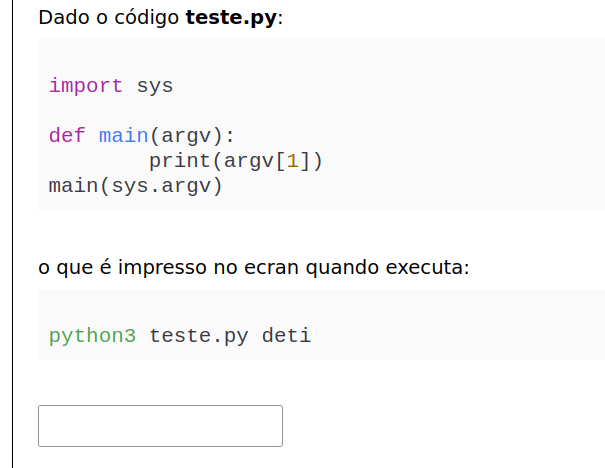 Dado o código teste.py:
import sys
def main(argv):
        print(argv[1])
main(sys.argv)
o que é impresso no ecran quando executa:
python3 teste.py deti